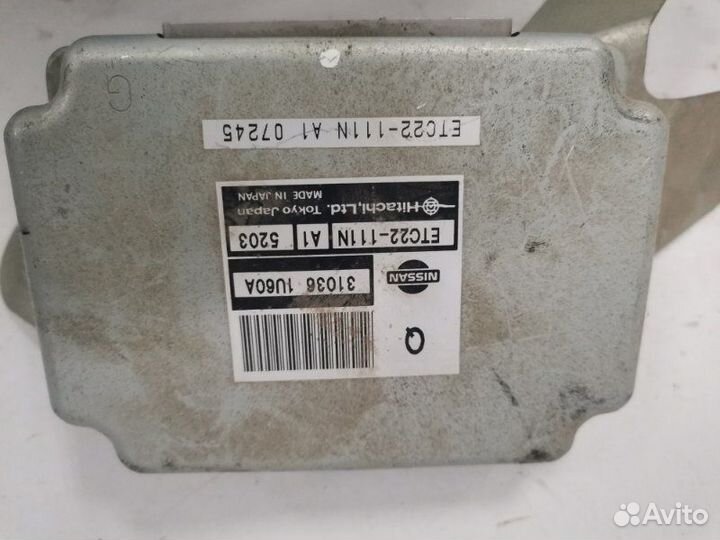 Q
NISSAN
31036 1U60A
ETC22-111N A1 5203
Hitachi,Ltd. Tokyo Japan
MADE IN JAPAN
ETC22-111N A1 07245
G
Avito